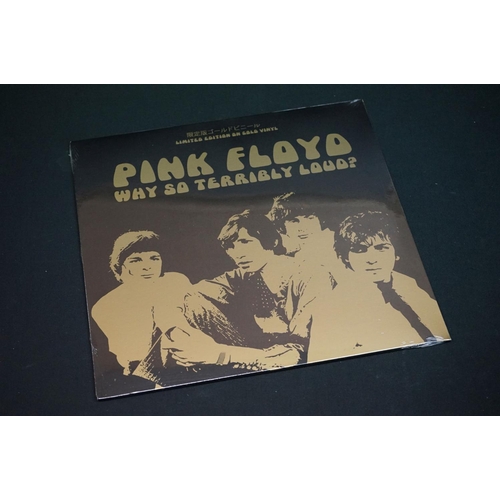 限定版ゴールドビニール
LIMITED EDITION ON GOLD VINYL
PINK FLOYD
WHY SO TERRIBLY LOUD?